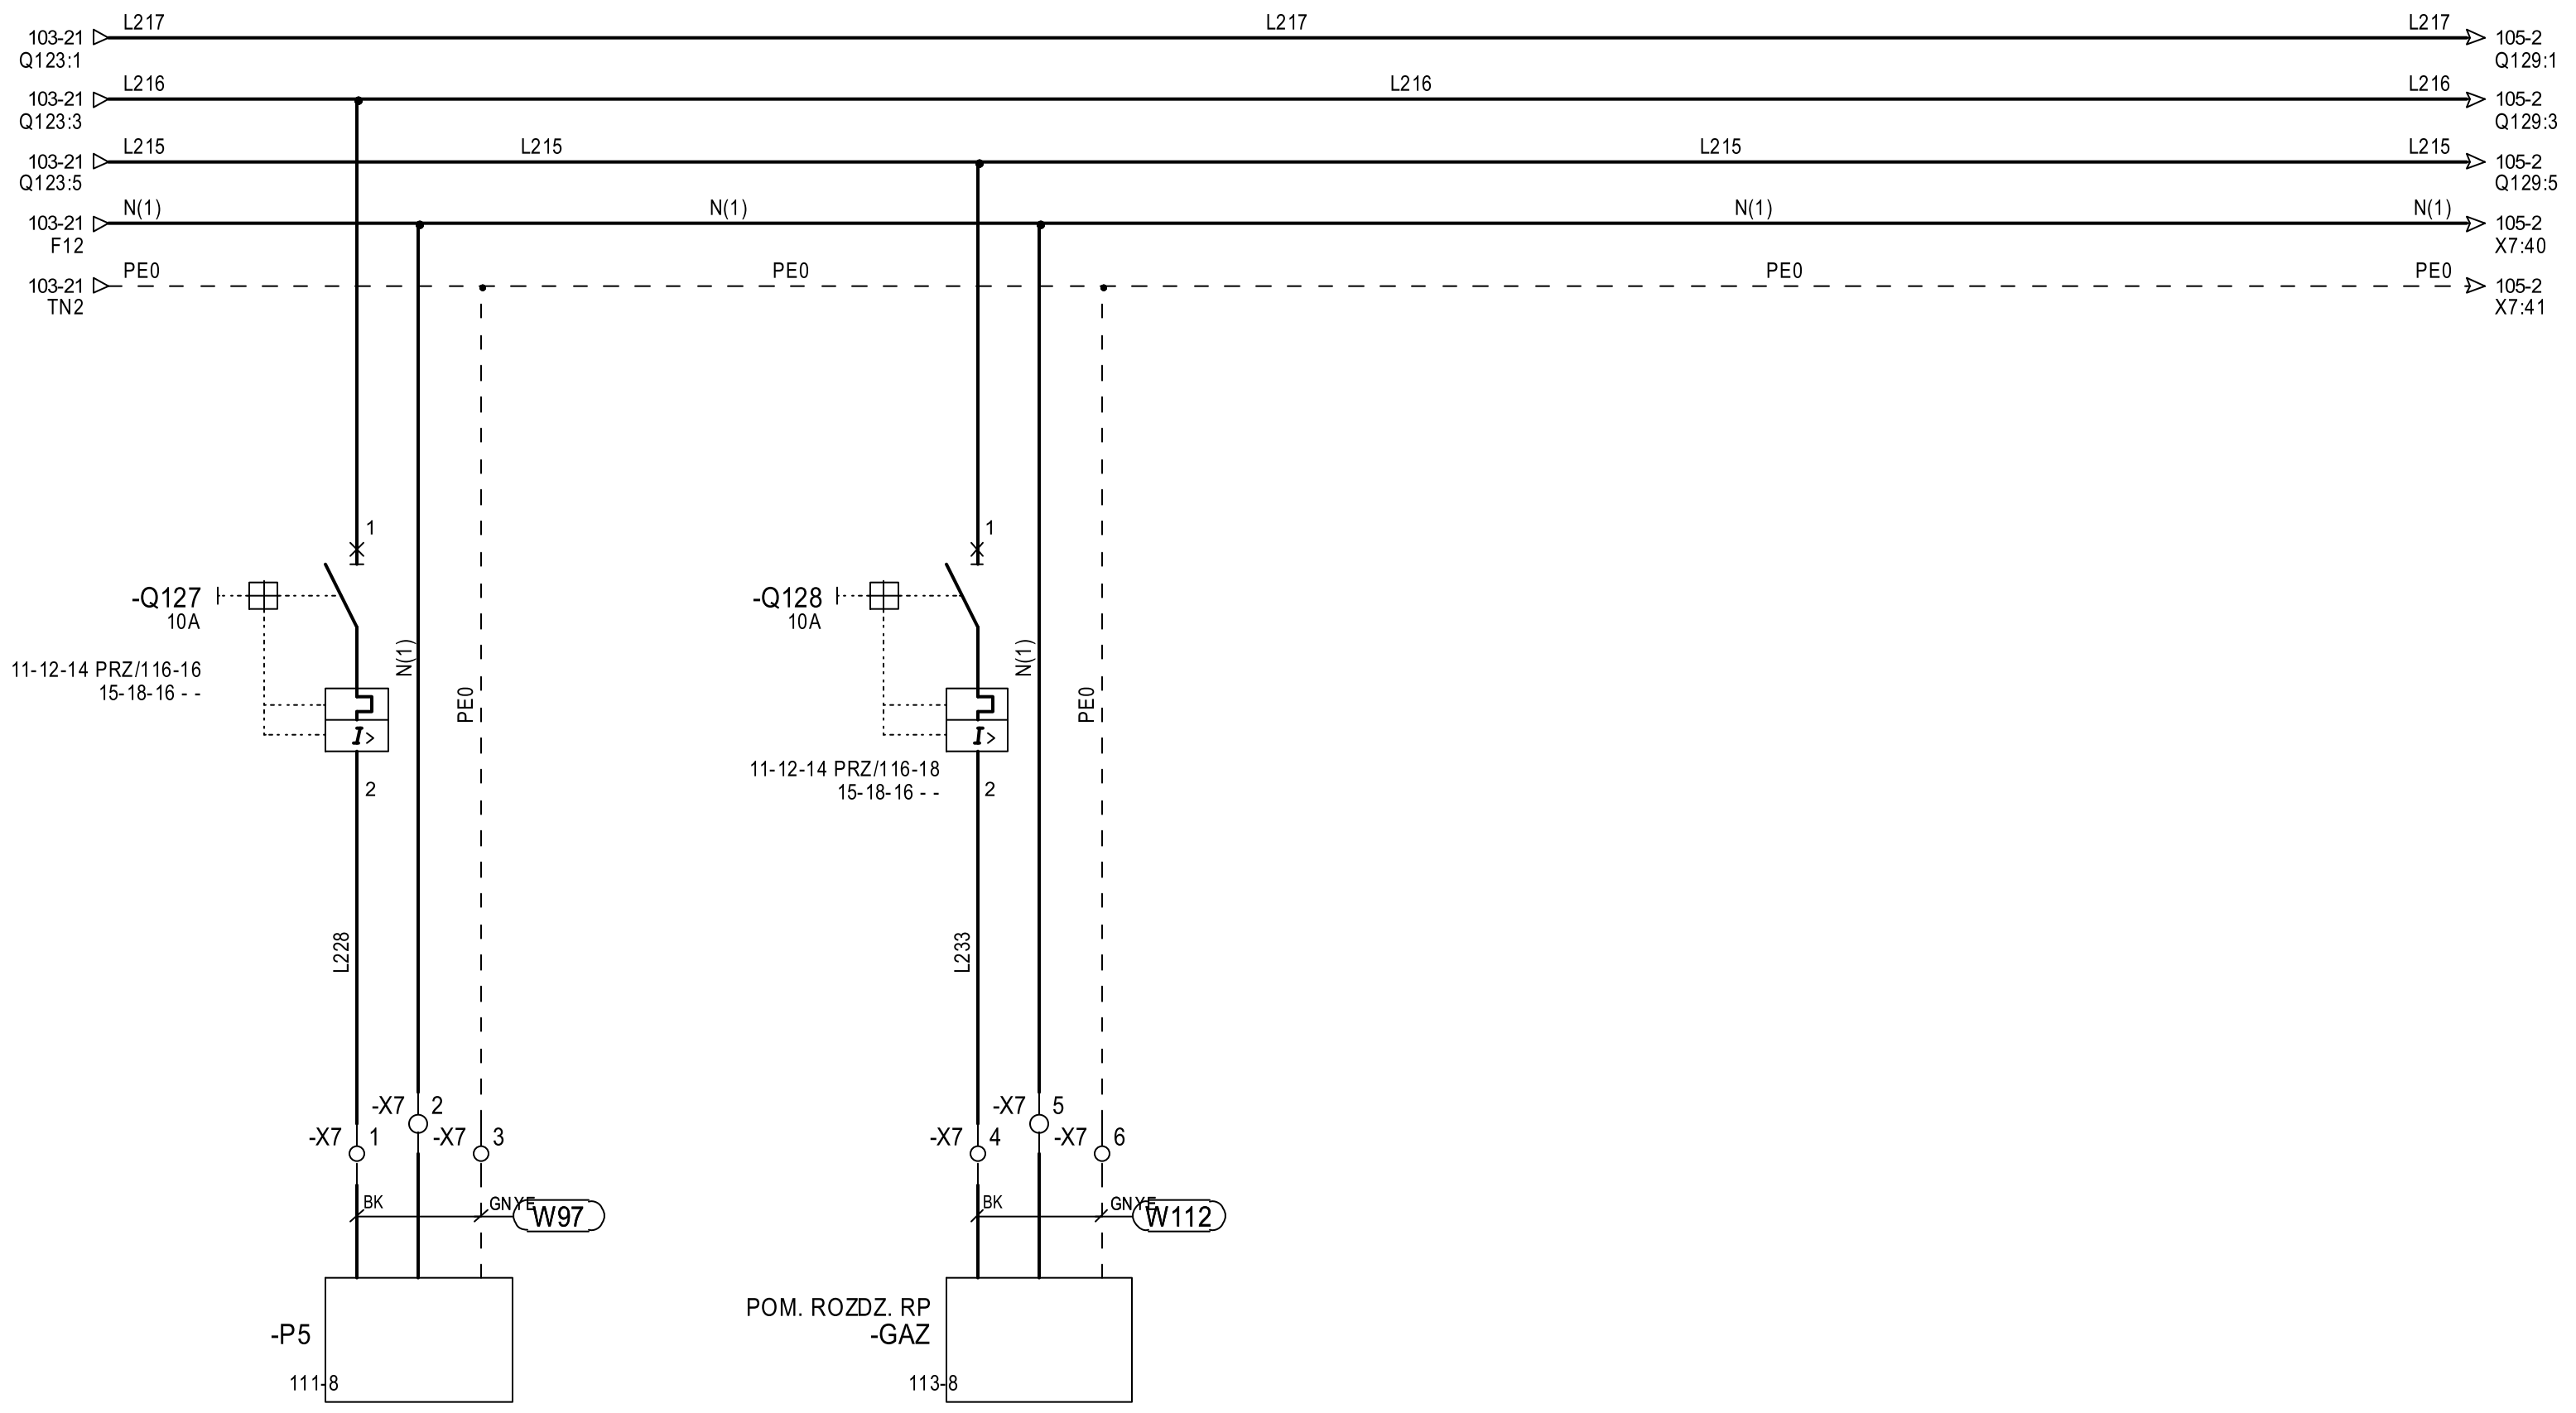 L217 L217 L217
103-21 105-2
Q123:1 Q129:1
L216 L216 L216
103-21 105-2
Q123:3 Q129:3
L215 L215 L215 L215
103-21 105-2
Q123:5 Q129:5
N(1) N(1) N(1) N(1)
103-21 105-2
F12 X7:40
PE0 PE0 PE0 PE0
103-21 105-2
TN2 X7:41
1 1
-Q127 -Q128
10A 10A
N(1) N(1)
11-12-14 PRZ/116-16
15-18-16 - -
PE0 PE0
I> I>
11-12-14 PRZ/116-18
15-18-16 - -
2 2
L228 L233
-X7 2 -X7 5
-X7 1 -X7 3 -X7 4 -X7 6
BK GNYE BK GNYE
W97 W112
POM. ROZDZ. RP
-P5 -GAZ
111-8 113-8